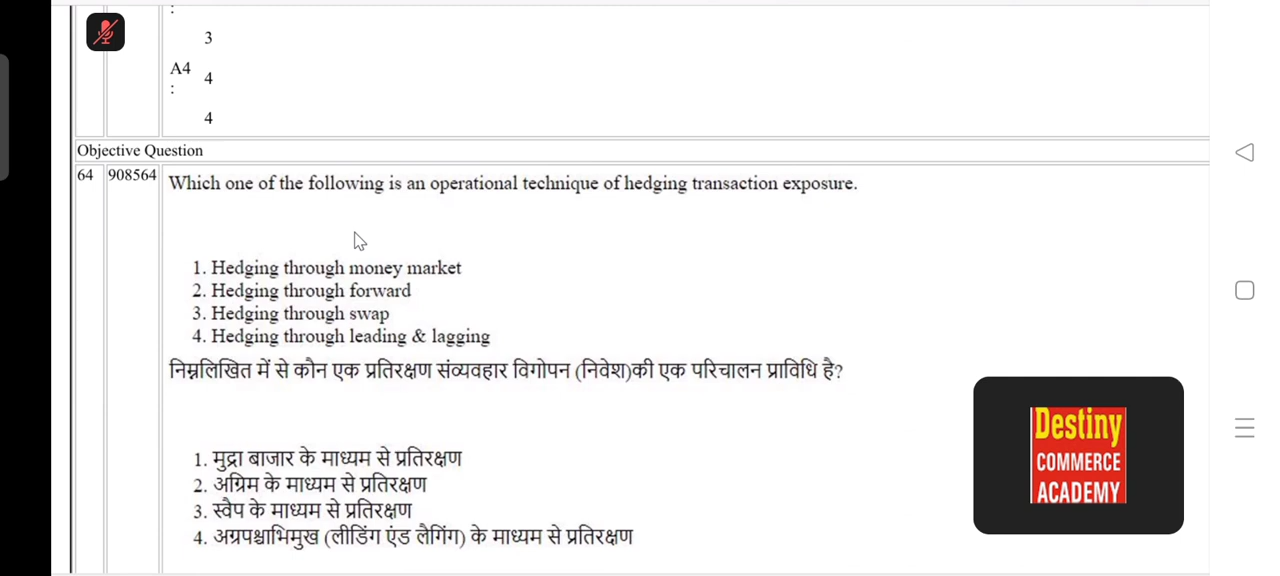 :
3
A4
:
4
4
Objective Question
64 908564 Which one of the following is an operational technique of hedging transaction exposure.
1. Hedging through money market
2. Hedging through forward
3. Hedging through swap
4. Hedging through leading & lagging
निम्नलिखित में से कौन एक प्रतिरक्षण संव्यवहार विगोपन (निवेश)की एक परिचालन प्राविधि है?
1. मुद्रा बाजार के माध्यम से प्रतिरक्षण
2. अग्रिम के माध्यम से प्रतिरक्षण
3. स्वैप के माध्यम से प्रतिरक्षण
4. अग्रपश्चाभिमुख (लीडिंग एंड लैगिंग) के माध्यम से प्रतिरक्षण
Destiny
COMMERCE
ACADEMY